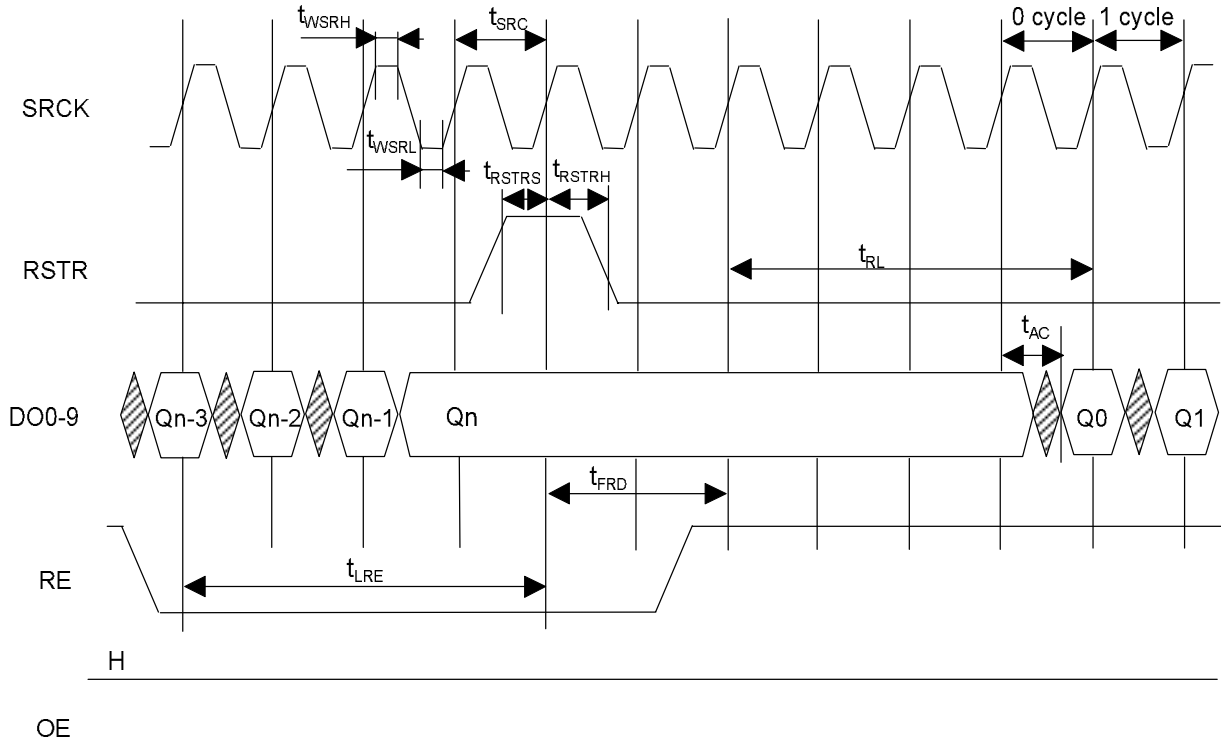 tWSRH
tSRC
0 cycle
1 cycle
SRCK
tWSRL
tRSTRS
tRSTRH
RSTR
tRL
tAC
DO0-9
Qn-3
Qn-2
Qn-1
Qn
Q0
Q1
tFRD
RE
tLRE
H
OE